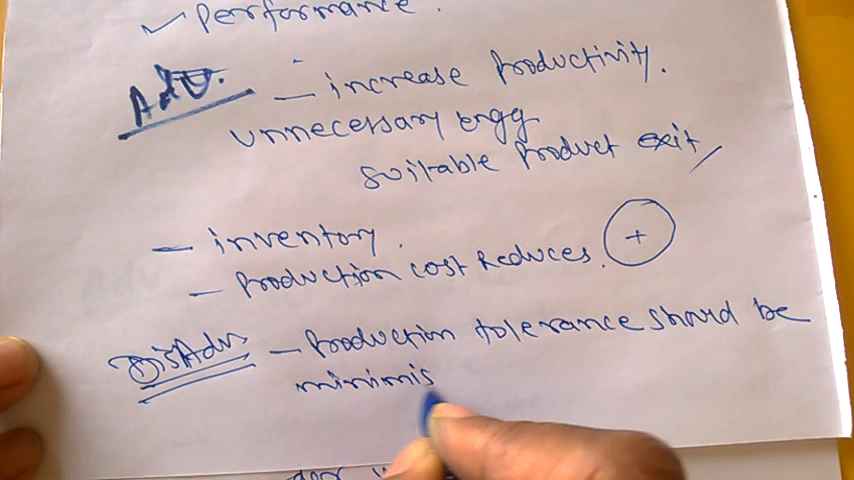 ✓ Performance.
Adv. - increase Productivity.
unnecessary engg
suitable Product exit
- inventory.
- Production cost Reduces. +
DisAdv - Production tolerance should be
minimis